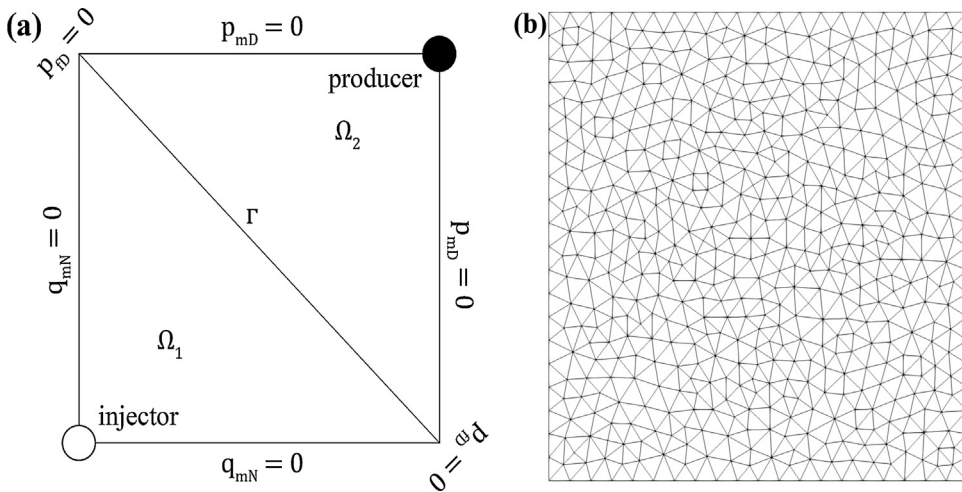 (a)
p_fD = 0
p_mD = 0
producer
Ω_2
Γ
q_mN = 0
p_mD = 0
Ω_1
injector
q_mN = 0
p_fD = 0
(b)